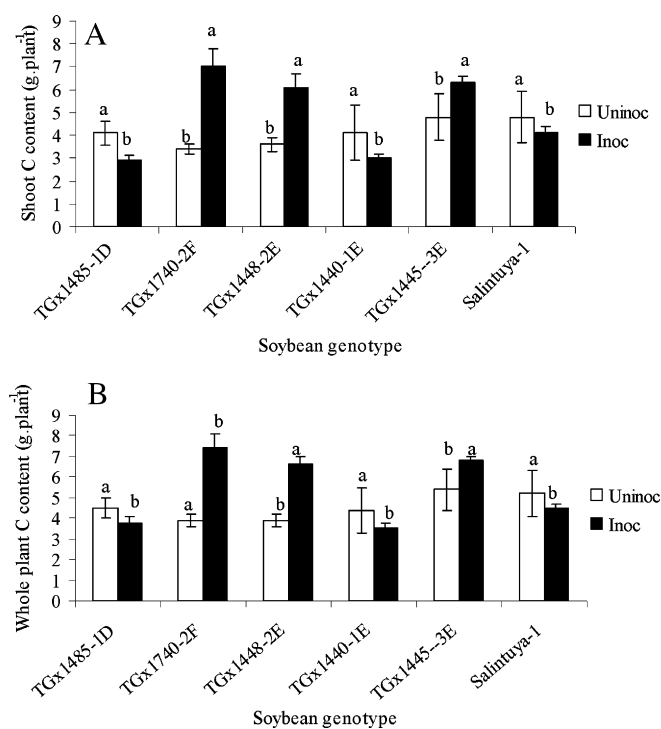 A
Shoot C content (g.plant-1)
9
8
7
6
5
4
3
2
1
0
a b b a b a a b b a a b
Uninoc
Inoc
TGx1485-1D TGx1740-2F TGx1448-2E TGx1440-1E TGx1445--3E Salintuya-1
Soybean genotype
B
Whole plant C content (g.plant-1)
9
8
7
6
5
4
3
2
1
0
a b a b b a a b b a a b
Uninoc
Inoc
TGx1485-1D TGx1740-2F TGx1448-2E TGx1440-1E TGx1445--3E Salintuya-1
Soybean genotype